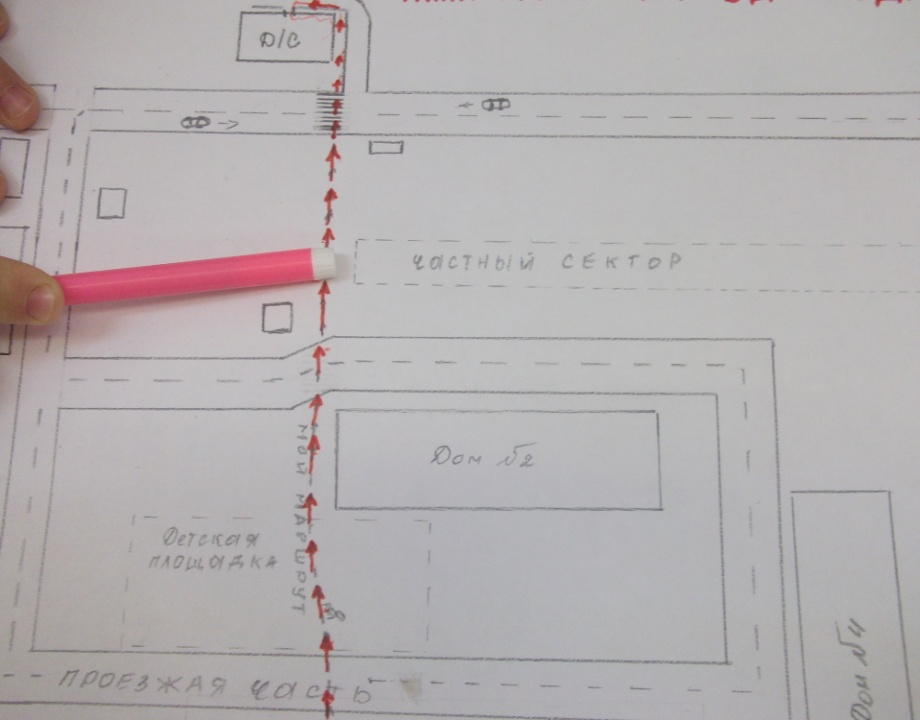 Д/С
ЧАСТНЫЙ СЕКТОР
Дом №2
МОЙ МАРШРУТ
Детская
ПЛОЩАДКА
ПРОЕЗЖАЯ ЧАСТЬ
Дом №4